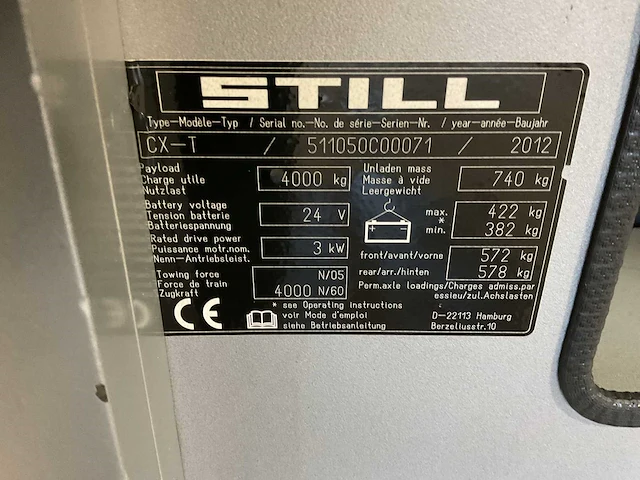 STILL
Type-Modèle-Typ / Serial no.-No. de série-Serien-Nr. / year-année-Baujahr
CX-T / 511050C00071 / 2012
Payload
Charge utile
Nutzlast
4000 kg
Unladen mass
Masse à vide
Leergewicht
740 kg
Battery voltage
Tension batterie
Batteriespannung
24 V
max. 422 kg
*
min. 382 kg
Rated drive power
Puissance motr.nom.
Nenn-Antriebsleist.
3 kW
front/avant/vorne 572 kg
rear/arr./hinten 578 kg
Towing force
Force de train
Zugkraft
N/05
4000 N/60
Perm.axle loadings/Charges admiss.par
essieu/zul.Achslasten
CE
* see Operating instructions
voir Mode d'emploi
siehe Betriebsanleitung
D-22113 Hamburg
Berzeliusstr.10